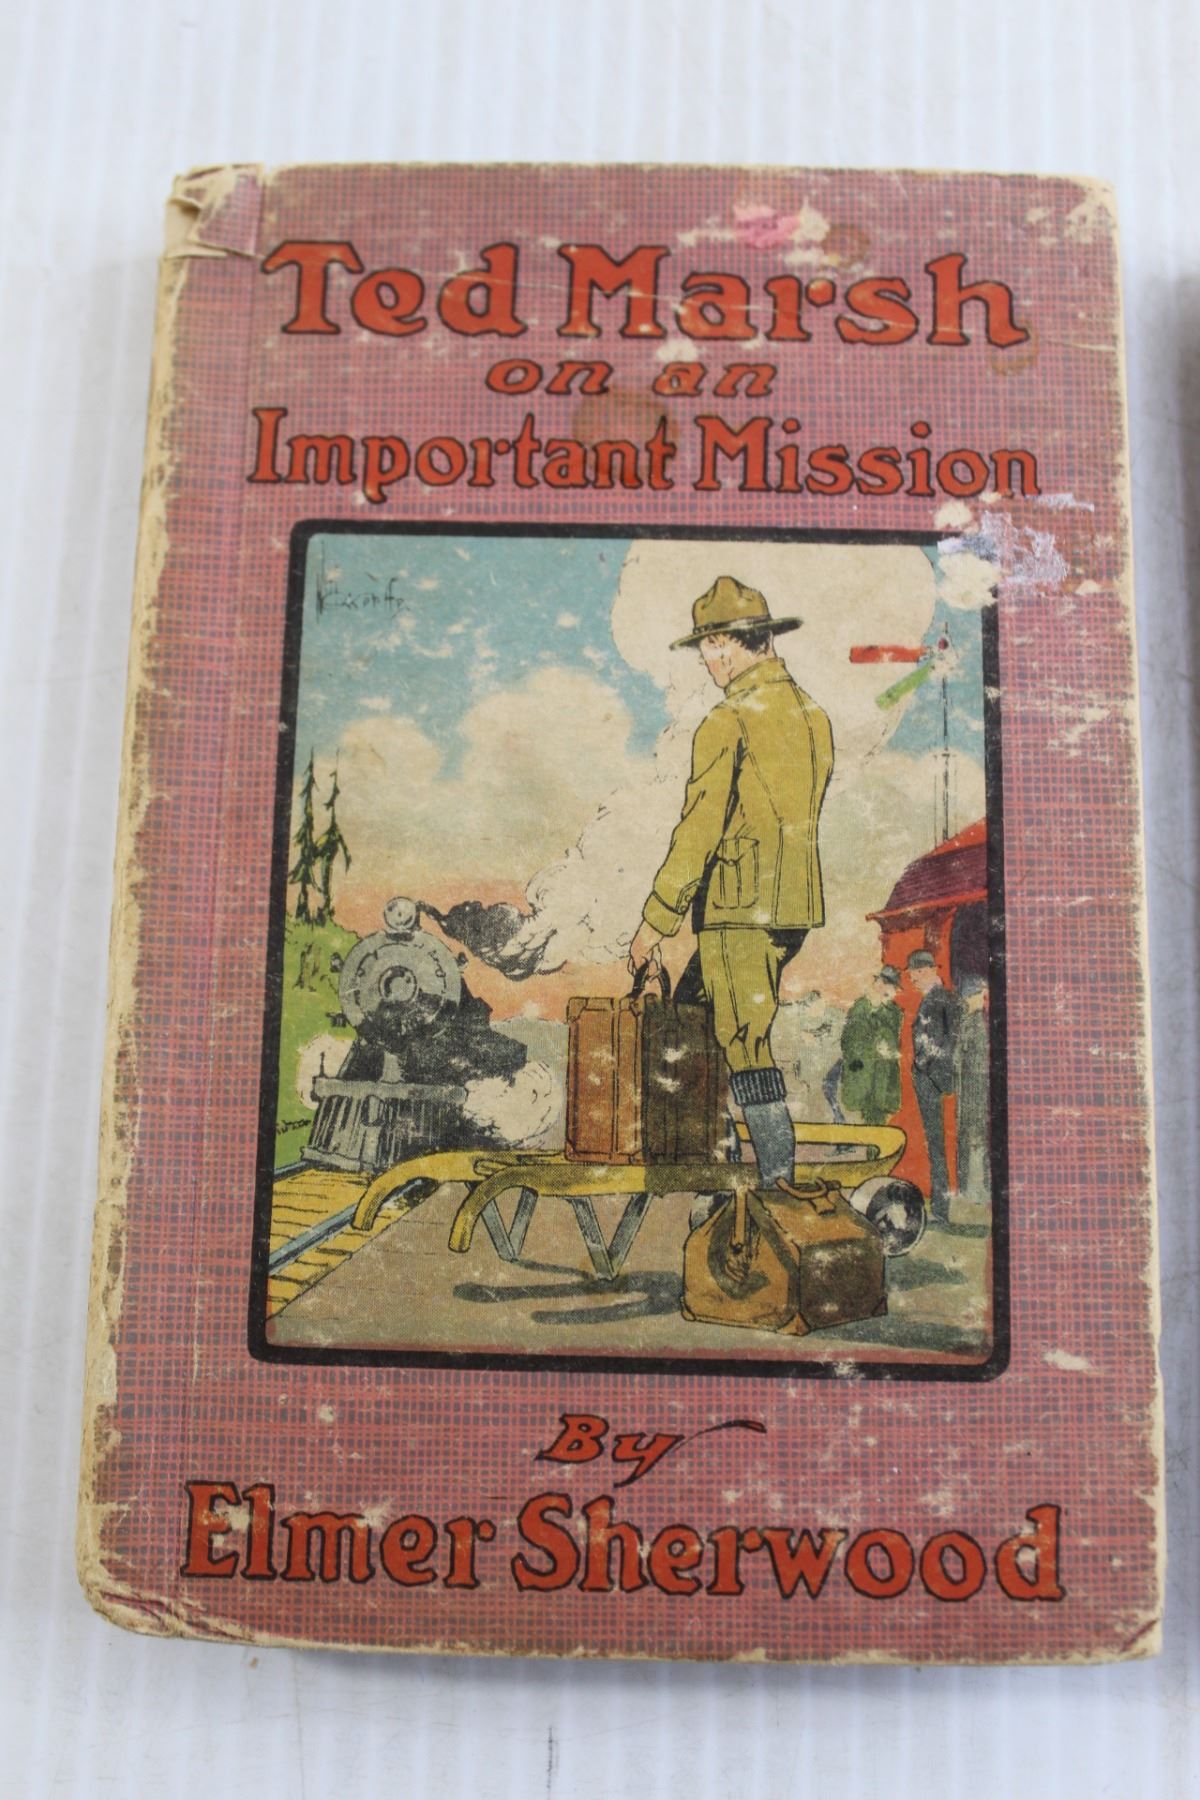 Ted Marsh
on an
Important Mission
By
Elmer Sherwood